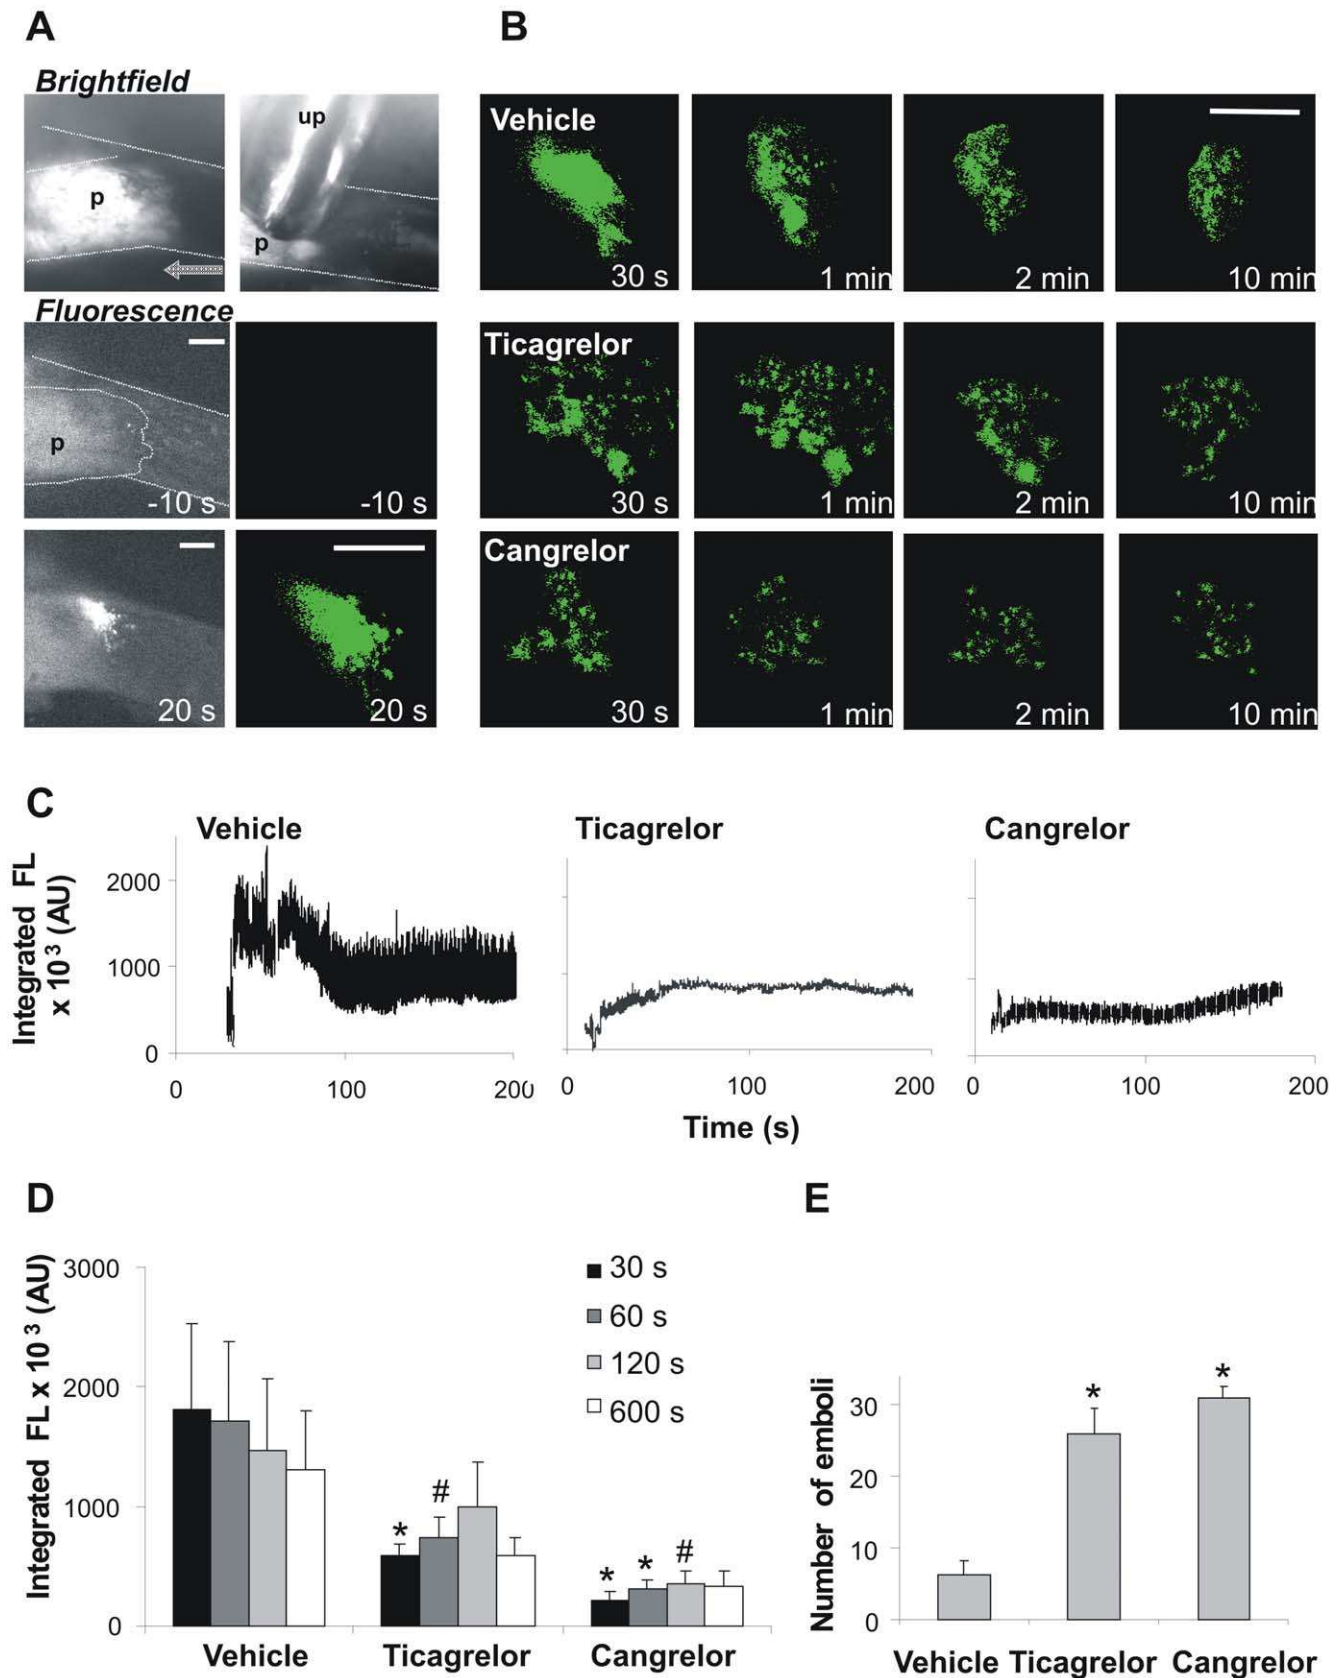 A
B
Brightfield
p
up
p
Fluorescence
p
-10 s
-10 s
20 s
20 s
Vehicle
30 s
1 min
2 min
10 min
Ticagrelor
30 s
1 min
2 min
10 min
Cangrelor
30 s
1 min
2 min
10 min
C
Vehicle
Ticagrelor
Cangrelor
Integrated FL
x 10³ (AU)
2000
1000
0
0
100
200
0
100
200
0
100
200
Time (s)
D
Integrated FL x 10³ (AU)
3000
2000
1000
0
30 s
60 s
120 s
600 s
*
#
*
*
#
Vehicle
Ticagrelor
Cangrelor
E
Number of emboli
30
20
10
0
*
*
Vehicle
Ticagrelor
Cangrelor